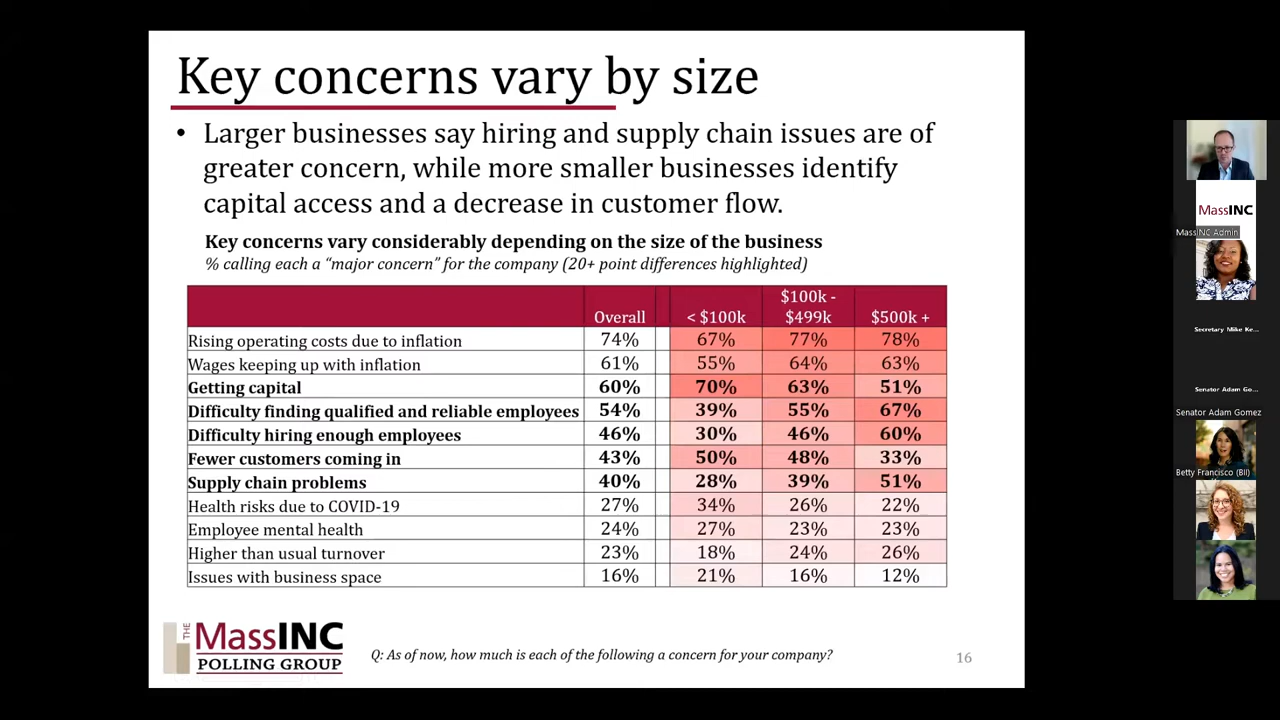 Key concerns vary by size
• Larger businesses say hiring and supply chain issues are of
greater concern, while more smaller businesses identify
capital access and a decrease in customer flow.
Key concerns vary considerably depending on the size of the business
% calling each a “major concern” for the company (20+ point differences highlighted)
Overall < $100k $100k - $499k $500k +
Rising operating costs due to inflation 74% 67% 77% 78%
Wages keeping up with inflation 61% 55% 64% 63%
Getting capital 60% 70% 63% 51%
Difficulty finding qualified and reliable employees 54% 39% 55% 67%
Difficulty hiring enough employees 46% 30% 46% 60%
Fewer customers coming in 43% 50% 48% 33%
Supply chain problems 40% 28% 39% 51%
Health risks due to COVID-19 27% 34% 26% 22%
Employee mental health 24% 27% 23% 23%
Higher than usual turnover 23% 18% 24% 26%
Issues with business space 16% 21% 16% 12%
THE
MassINC
POLLING GROUP
Q: As of now, how much is each of the following a concern for your company?
16
MassINC
MassINC Admin
Secretary Mike Ke...
Senator Adam Go...
Senator Adam Gomez
Betty Francisco (BII)